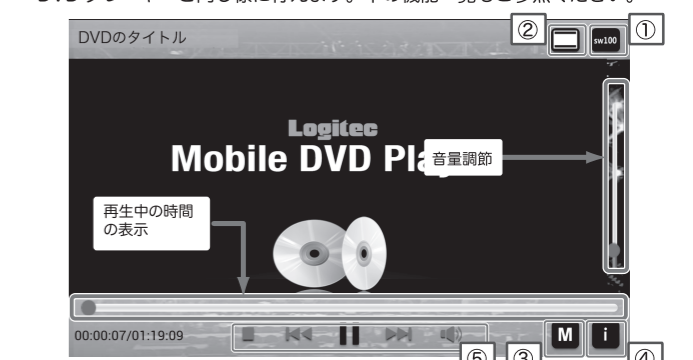 DVDのタイトル
②
sw100
①
Logitec
Mobile DVD Pl
音量調節
再生中の時間
の表示
00:00:07/01:19:09
M
i
⑤
③
④